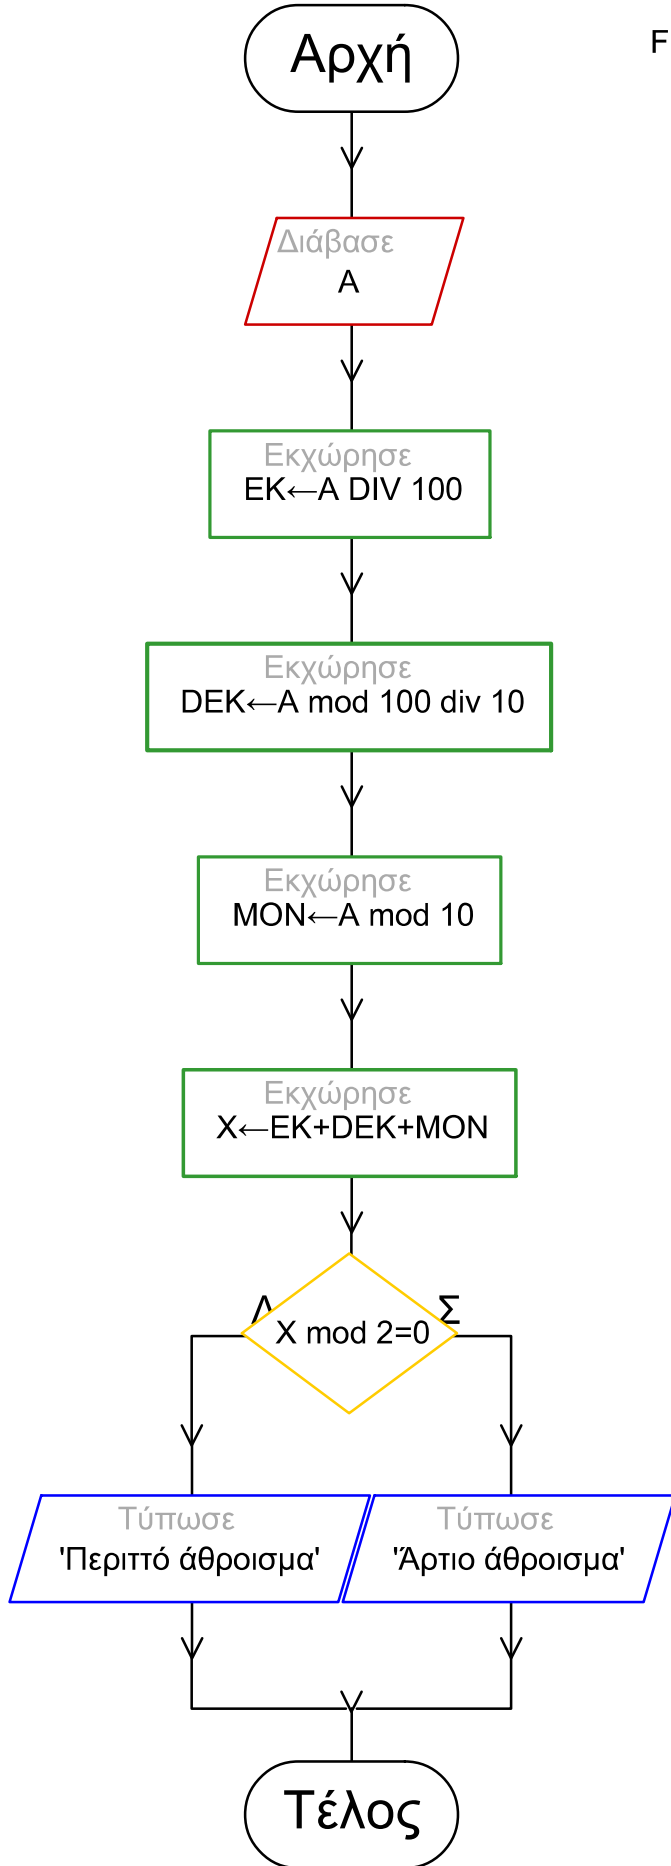 Αρχή
F
Διάβασε
A
Εκχώρησε
EK←A DIV 100
Εκχώρησε
DEK←A mod 100 div 10
Εκχώρησε
MON←A mod 10
Εκχώρησε
X←EK+DEK+MON
Λ
Σ
X mod 2=0
Τύπωσε
'Περιττό άθροισμα'
Τύπωσε
'Άρτιο άθροισμα'
Τέλος